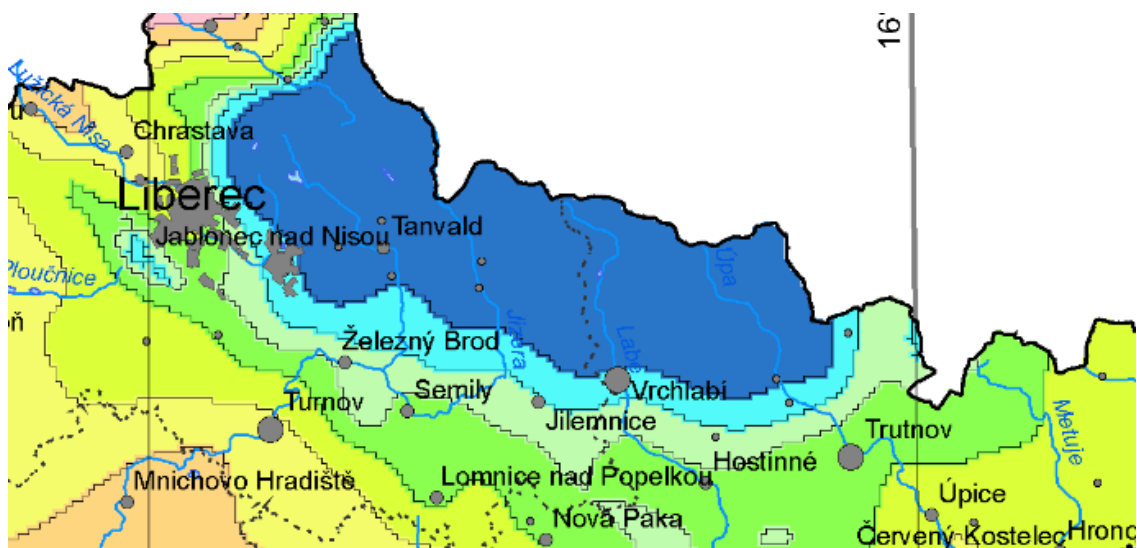 16°
Lužická Nisa
Chrastava
Liberec
Jablonec nad Nisou
Tanvald
Ploučnice
Úpa
Jizera
Labe
Železný Brod
Semily
Vrchlabí
Turnov
Jilemnice
Trutnov
Metuje
Hostinné
Mnichovo Hradiště
Lomnice nad Popelkou
Úpice
Nová Paka
Červený Kostelec
Hrono